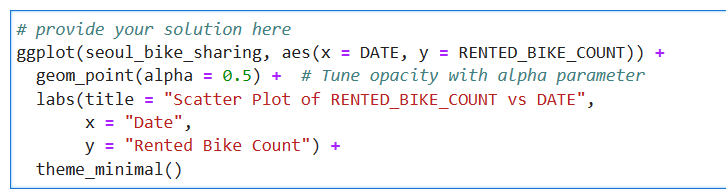 # provide your solution here
ggplot(seoul_bike_sharing, aes(x = DATE, y = RENTED_BIKE_COUNT)) +
  geom_point(alpha = 0.5) +  # Tune opacity with alpha parameter
  labs(title = "Scatter Plot of RENTED_BIKE_COUNT vs DATE",
       x = "Date",
       y = "Rented Bike Count") +
  theme_minimal()